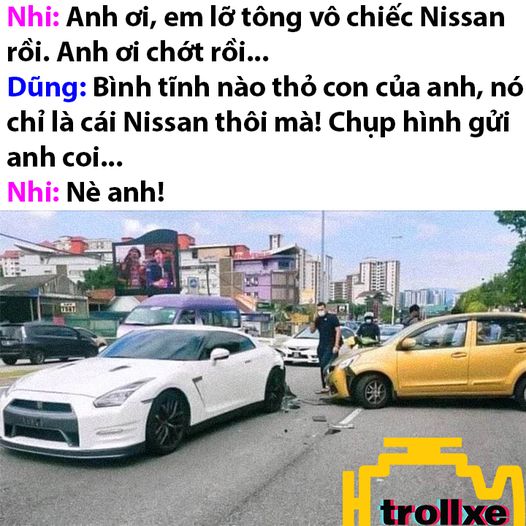 Nhi: Anh ơi, em lỡ tông vô chiếc Nissan
rồi. Anh ơi chớt rồi...
Dũng: Bình tĩnh nào thỏ con của anh, nó
chỉ là cái Nissan thôi mà! Chụp hình gửi
anh coi...
Nhi: Nè anh!
trollxe